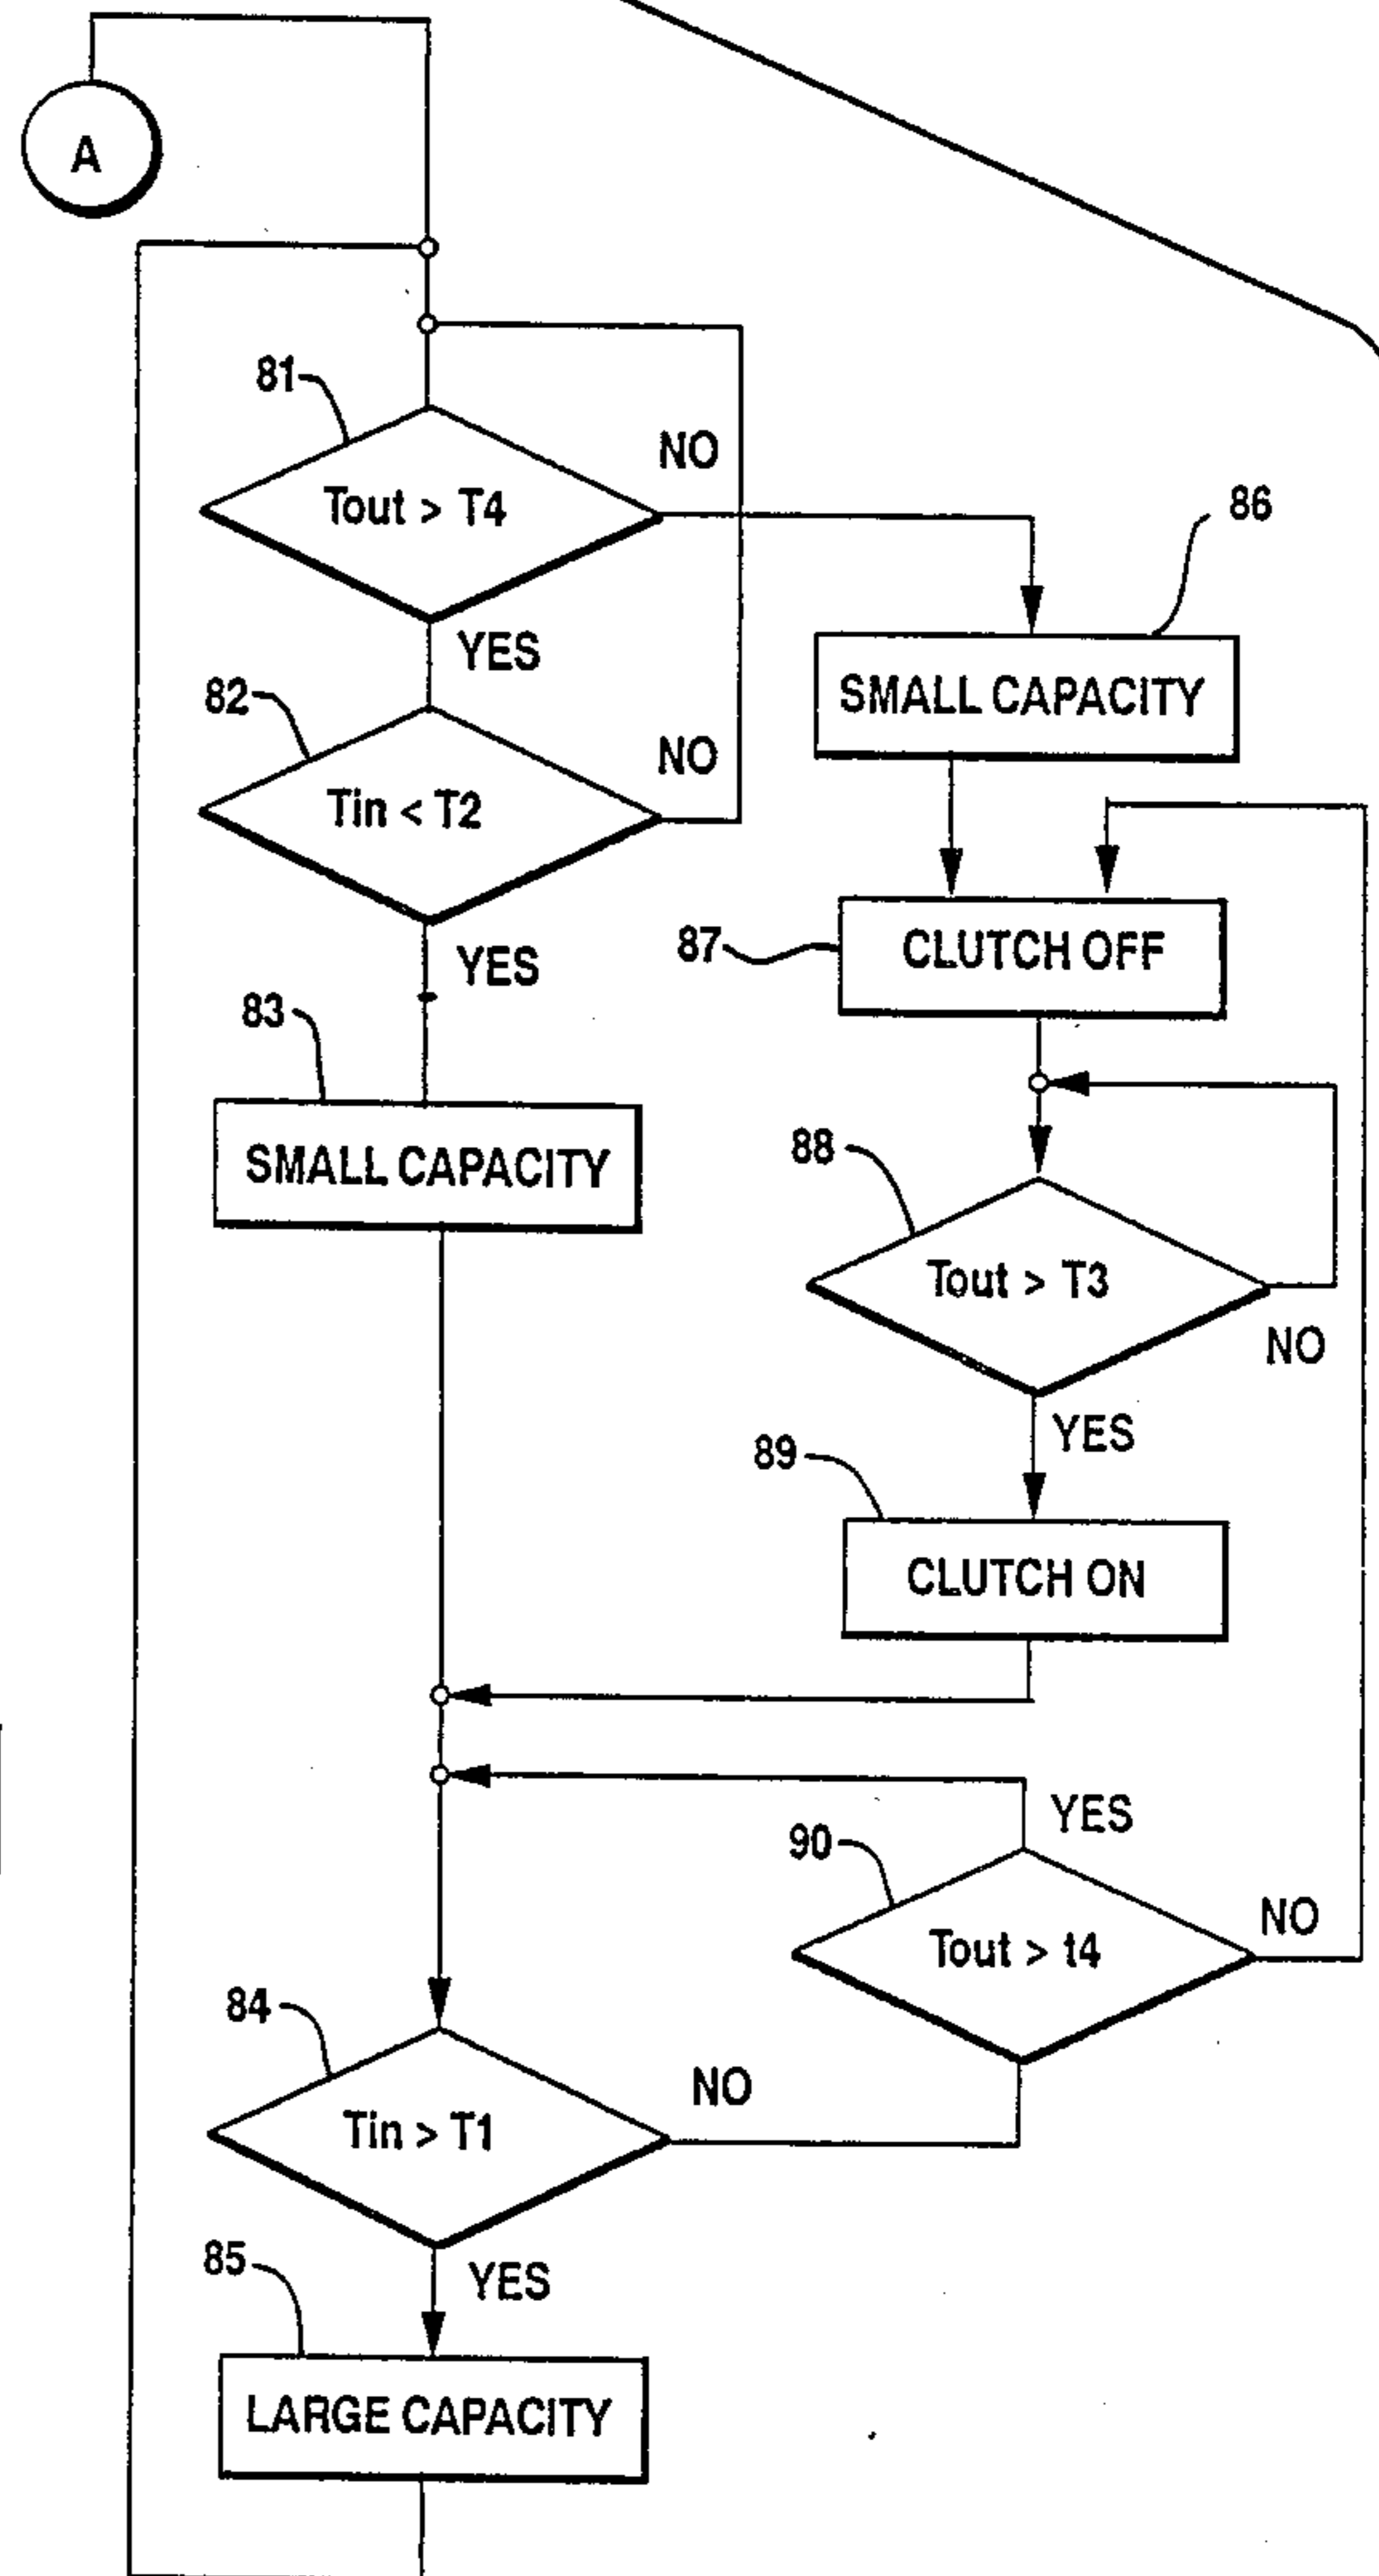 A
81
Tout > T4
NO
86
YES
SMALL CAPACITY
82
Tin < T2
NO
87
CLUTCH OFF
YES
83
SMALL CAPACITY
88
Tout > T3
NO
YES
89
CLUTCH ON
YES
90
Tout > t4
NO
84
Tin > T1
NO
YES
85
LARGE CAPACITY